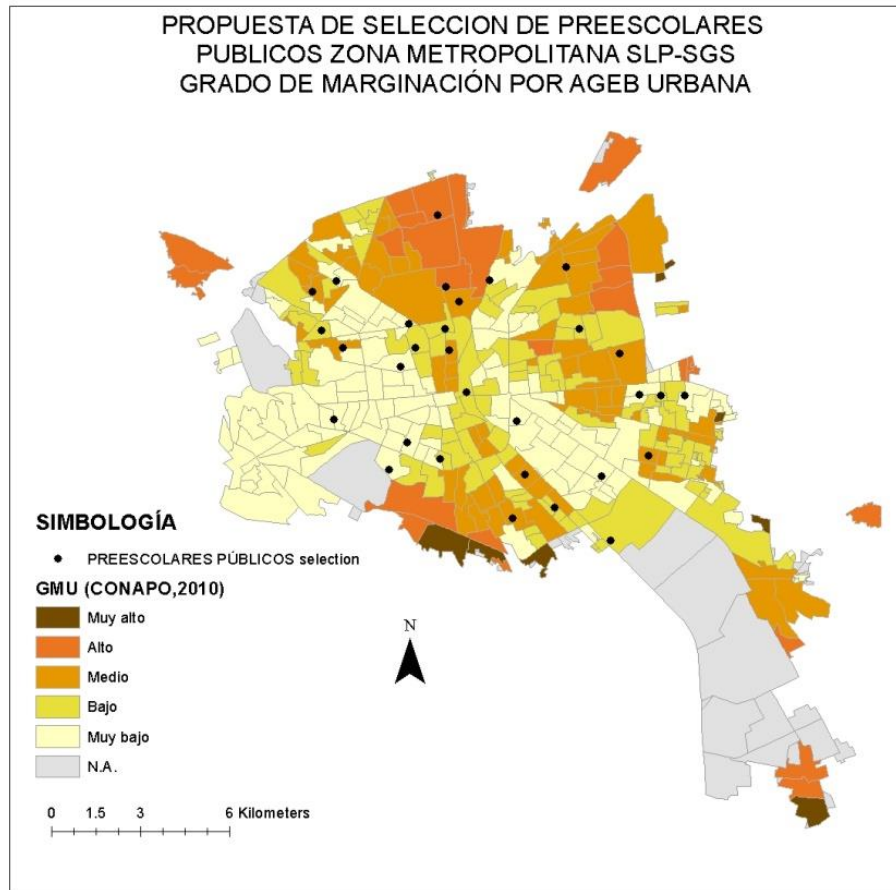 PROPUESTA DE SELECCION DE PREESCOLARES
PUBLICOS ZONA METROPOLITANA SLP-SGS
GRADO DE MARGINACIÓN POR AGEB URBANA
SIMBOLOGÍA
PREESCOLARES PÚBLICOS selection
GMU (CONAPO,2010)
Muy alto
Alto
Medio
Bajo
Muy bajo
N.A.
N
0 1.5 3 6 Kilometers